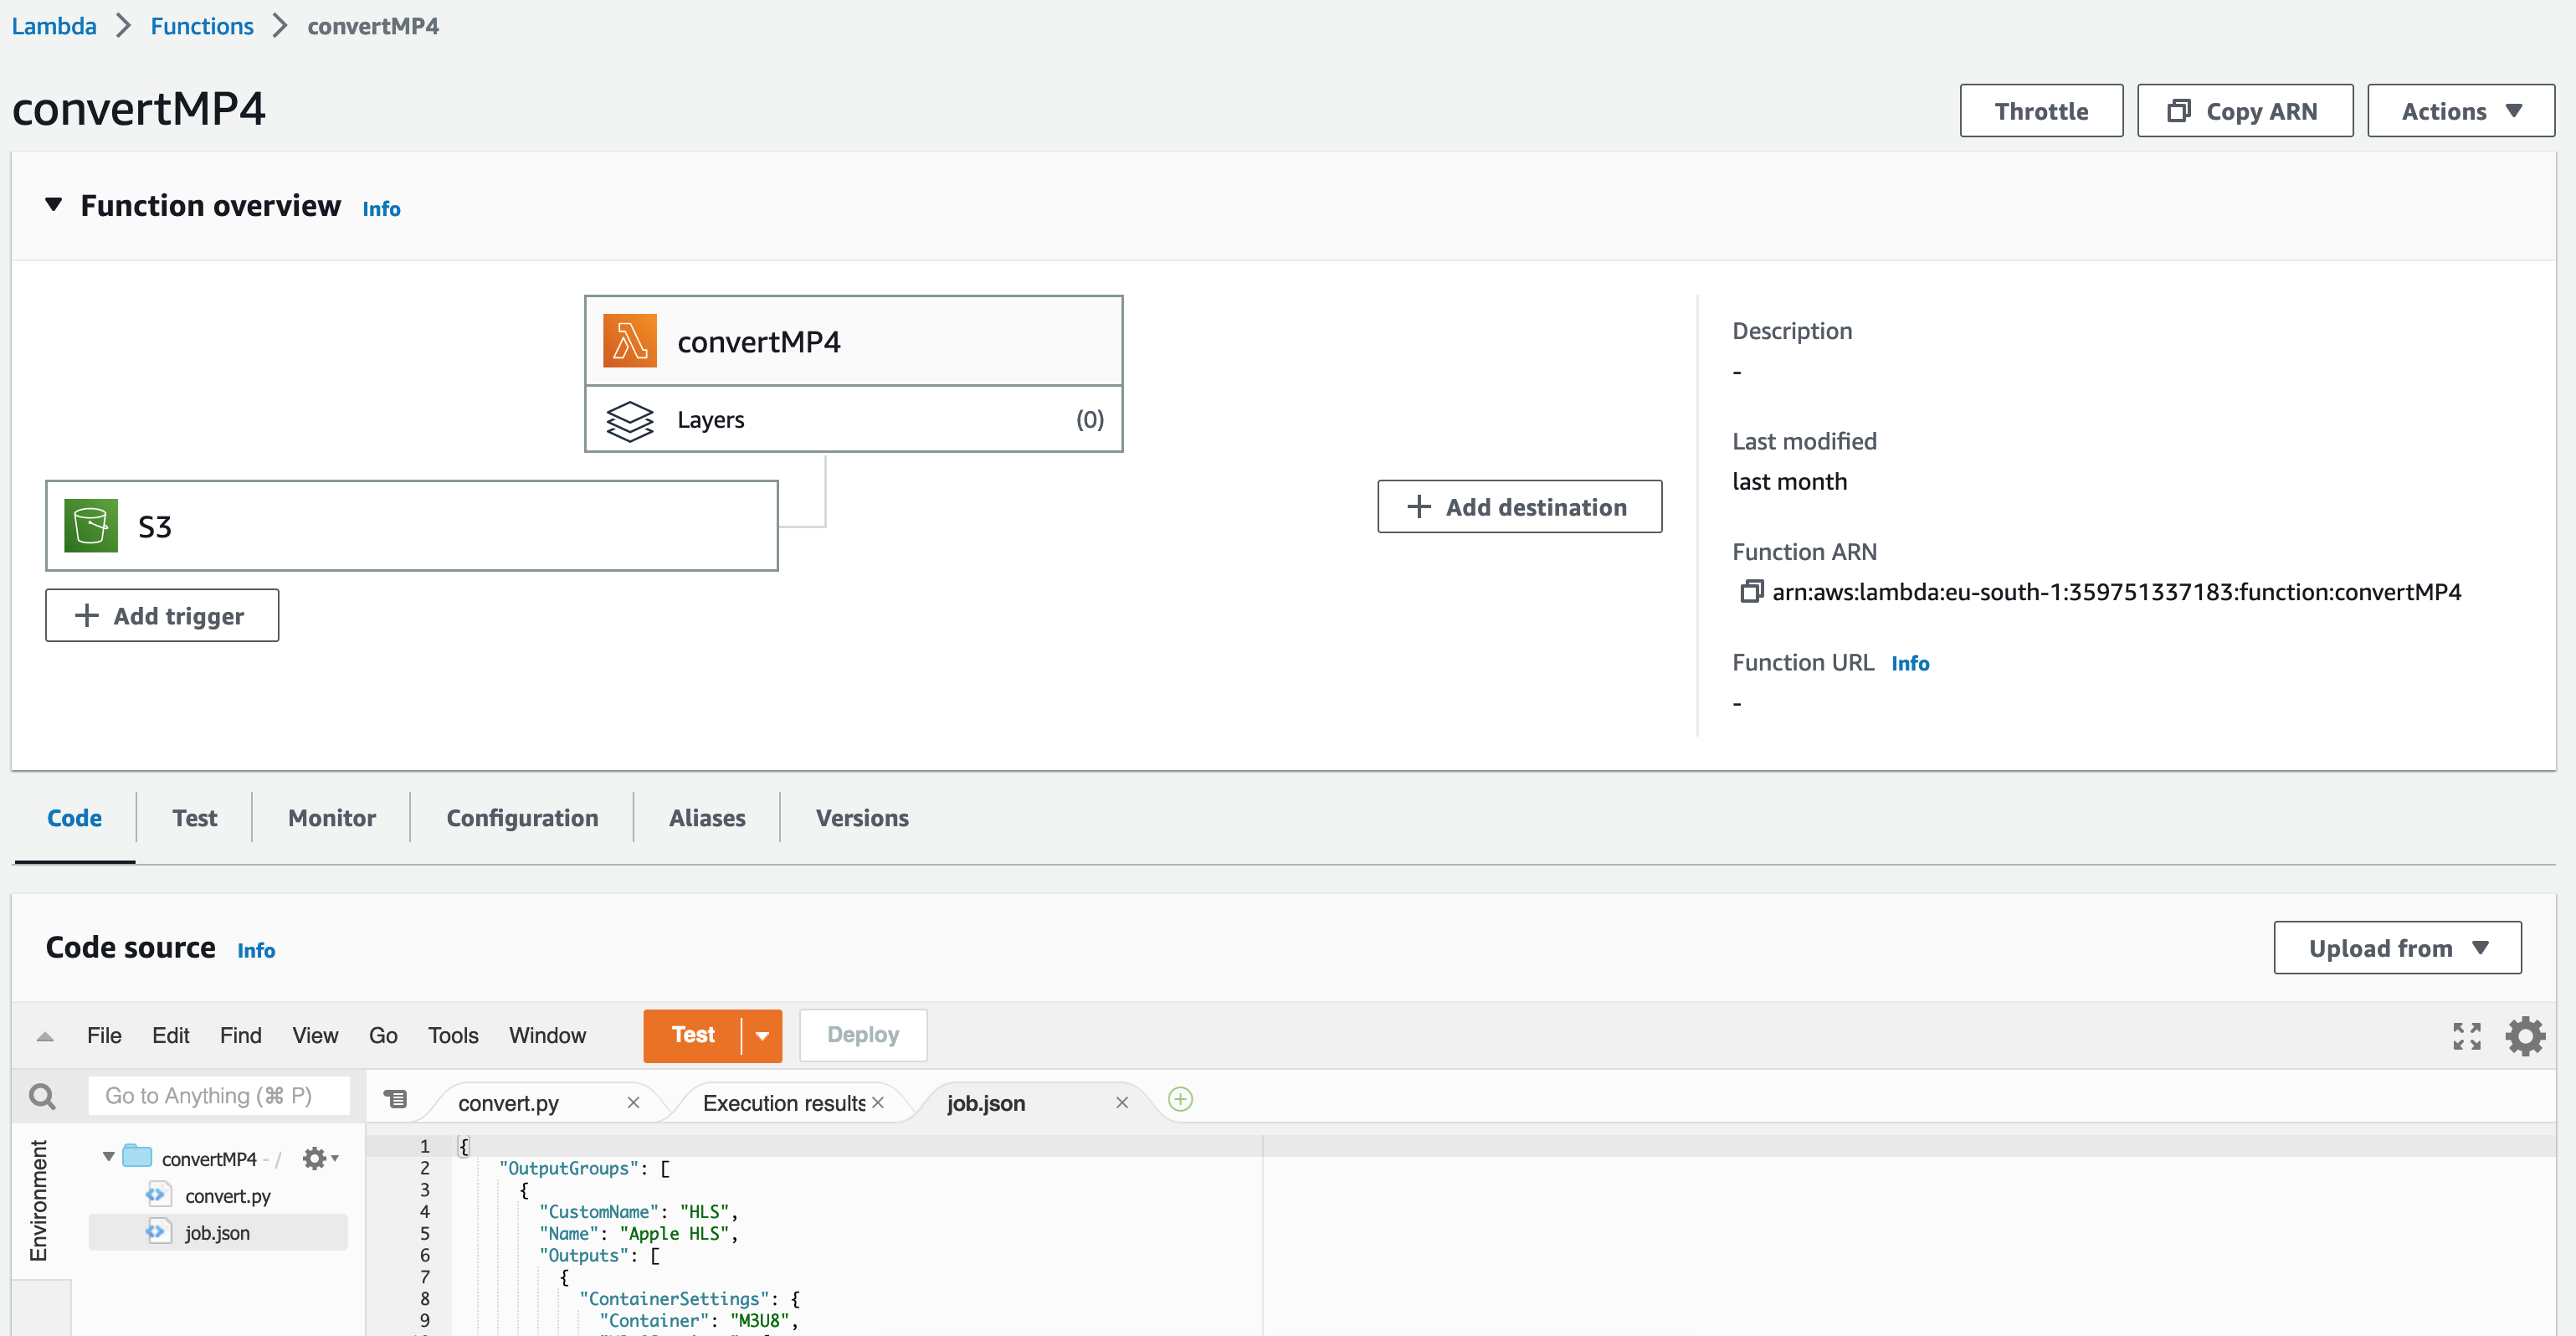 Lambda Functions convertMP4
convertMP4
Throttle Copy ARN Actions
Function overview Info
convertMP4
Layers (0)
S3
Add trigger
Add destination
Description
-
Last modified
last month
Function ARN
arn:aws:lambda:eu-south-1:359751337183:function:convertMP4
Function URL Info
-
Code Test Monitor Configuration Aliases Versions
Code source Info
Upload from
File Edit Find View Go Tools Window Test Deploy
Go to Anything (⌘ P)
convert.py Execution results job.json
Environment
convertMP4 - /
convert.py
job.json
1 {
2 "OutputGroups": [
3 {
4 "CustomName": "HLS",
5 "Name": "Apple HLS",
6 "Outputs": [
7 {
8 "ContainerSettings": {
9 "Container": "M3U8",